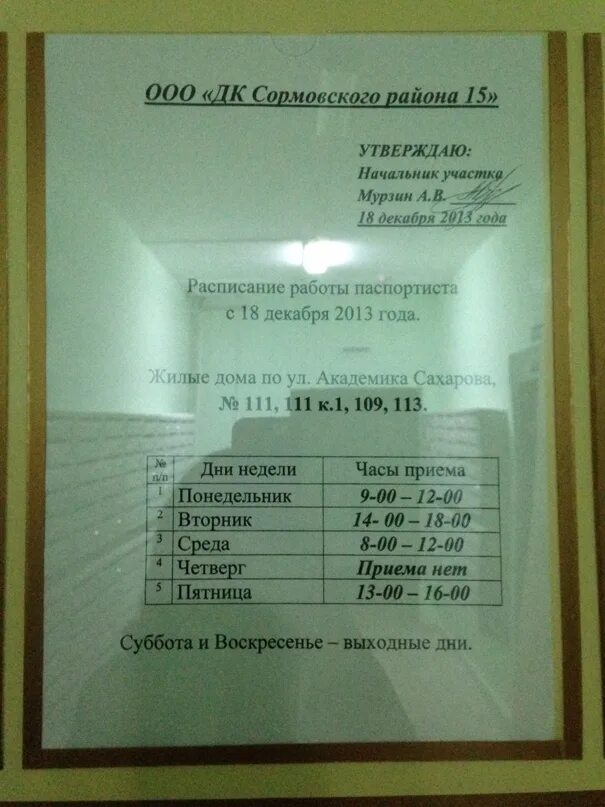 ООО «ДК Сормовского района 15»
УТВЕРЖДАЮ:
Начальник участка
Мурзин А.В.
18 декабря 2013 года
Расписание работы паспортиста
с 18 декабря 2013 года.
Жилые дома по ул. Академика Сахарова,
№ 111, 111 к.1, 109, 113.
№ п/п Дни недели Часы приема
1 Понедельник 9-00 – 12-00
2 Вторник 14- 00 – 18-00
3 Среда 8-00 – 12-00
4 Четверг Приема нет
5 Пятница 13-00 – 16-00
Суббота и Воскресенье – выходные дни.